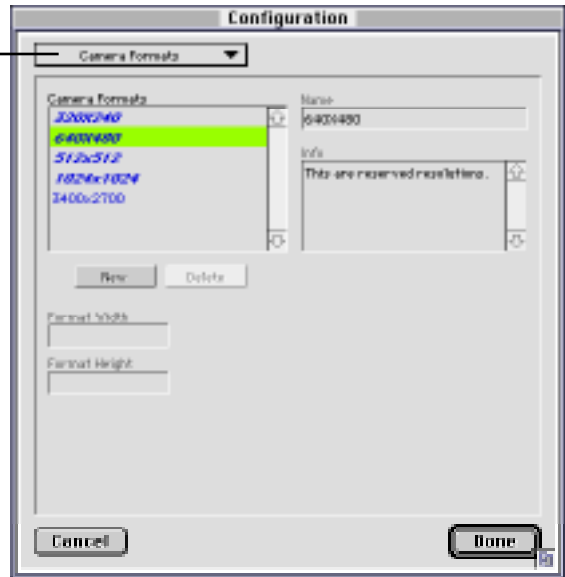 Configuration
Camera Formats
Camera Formats
320X240
640X480
512x512
1024x1024
3400x2700
New
Delete
Name
640X480
Info
This are reserved resolutions.
Format Width
Format Height
Cancel
Done